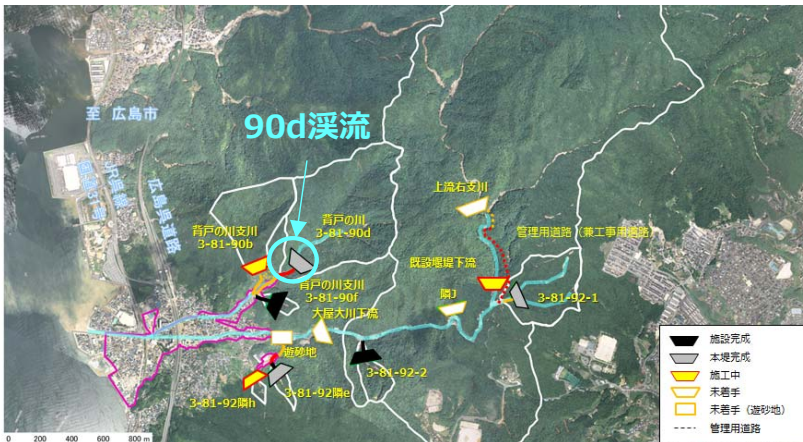 至 広島市
90d渓流
JR呉線
広島呉道路
上流右支川
背戸の川支川
3-81-90b
背戸の川
3-81-90d
管理用道路（兼工事用道路）
既設堰堤下流
背戸の川支川
3-81-90f
隣J
3-81-92-1
大屋大川下流
遊砂地
3-81-92-2
3-81-92隣e
3-81-92隣h
施設完成
本堤完成
施工中
未着手
未着手（遊砂地）
管理用道路
0 200 400 600 800 m